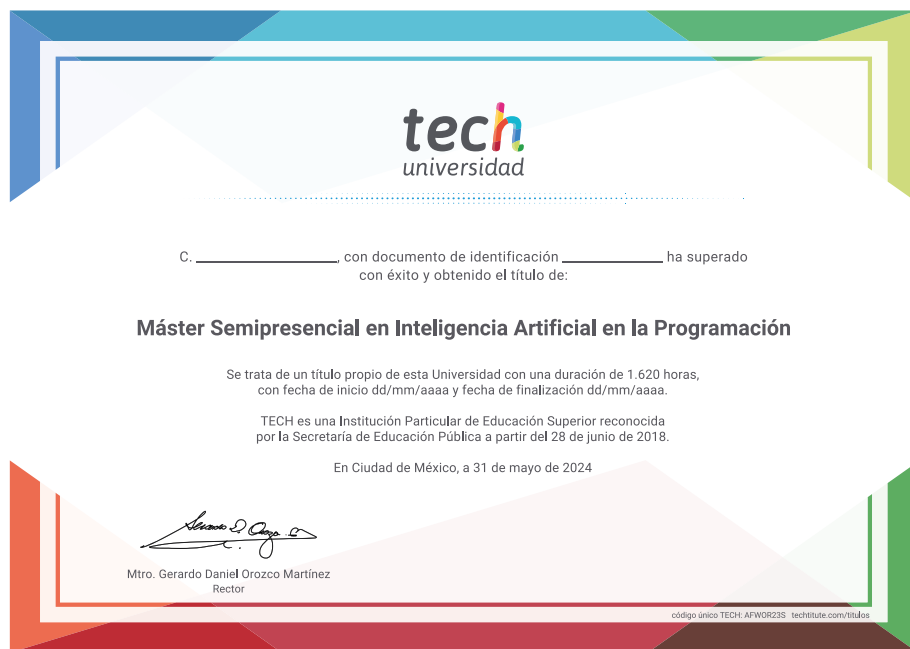 tech
universidad
C. ____________________, con documento de identificación ______________ ha superado
con éxito y obtenido el título de:
Máster Semipresencial en Inteligencia Artificial en la Programación
Se trata de un título propio de esta Universidad con una duración de 1.620 horas,
con fecha de inicio dd/mm/aaaa y fecha de finalización dd/mm/aaaa.
TECH es una Institución Particular de Educación Superior reconocida
por la Secretaría de Educación Pública a partir del 28 de junio de 2018.
En Ciudad de México, a 31 de mayo de 2024
Mtro. Gerardo Daniel Orozco Martínez
Rector
código único TECH: AFWOR23S techtitute.com/titulos